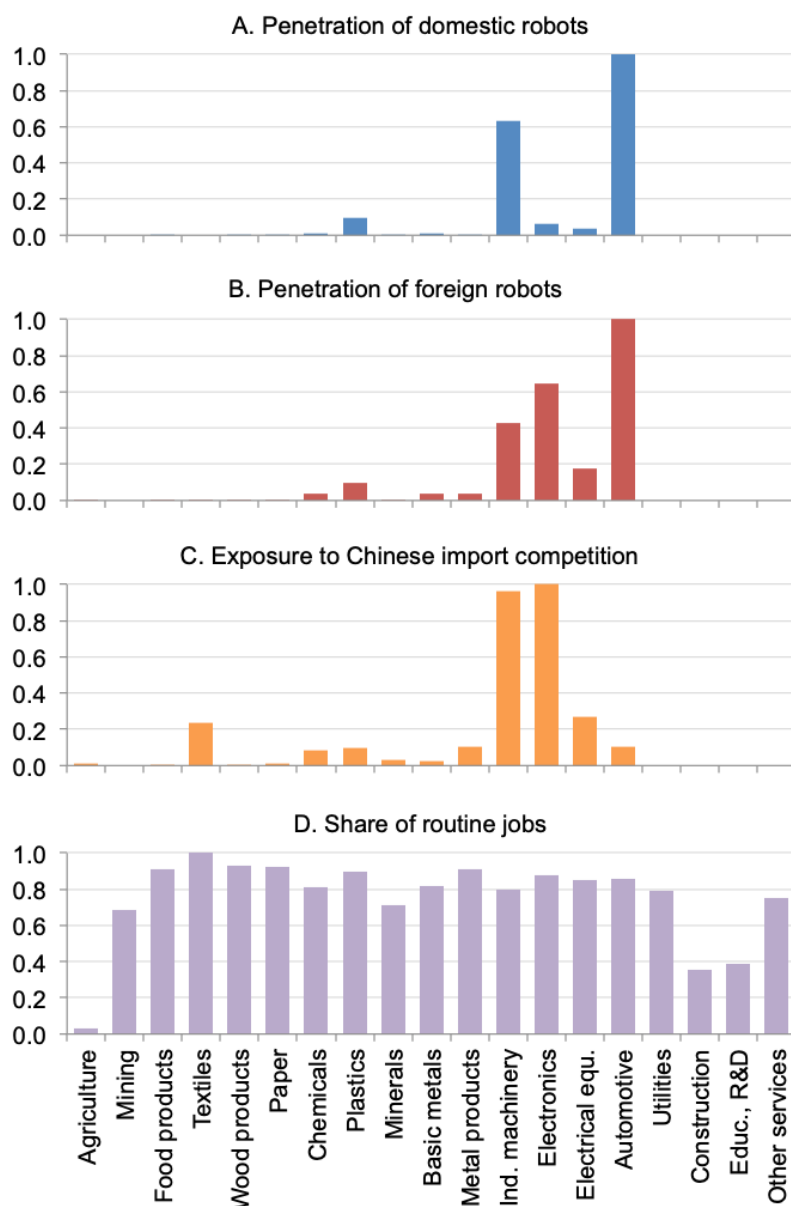 A. Penetration of domestic robots
1.0
0.8
0.6
0.4
0.2
0.0
B. Penetration of foreign robots
1.0
0.8
0.6
0.4
0.2
0.0
C. Exposure to Chinese import competition
1.0
0.8
0.6
0.4
0.2
0.0
D. Share of routine jobs
1.0
0.8
0.6
0.4
0.2
0.0
Agriculture
Mining
Food products
Textiles
Wood products
Paper
Chemicals
Plastics
Minerals
Basic metals
Metal products
Ind. machinery
Electronics
Electrical equ.
Automotive
Utilities
Construction
Educ., R&D
Other services